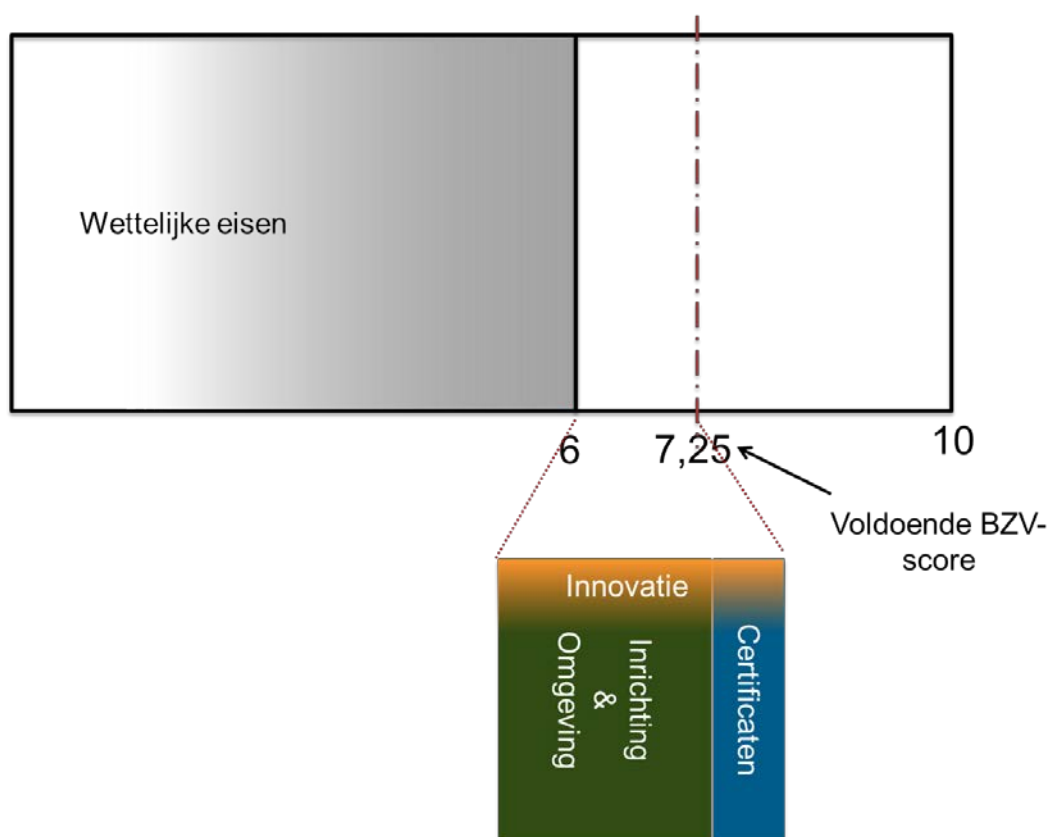 Wettelijke eisen
6
7,25
10
Voldoende BZV-
score
Innovatie
Inrichting
&
Omgeving
Certificaten